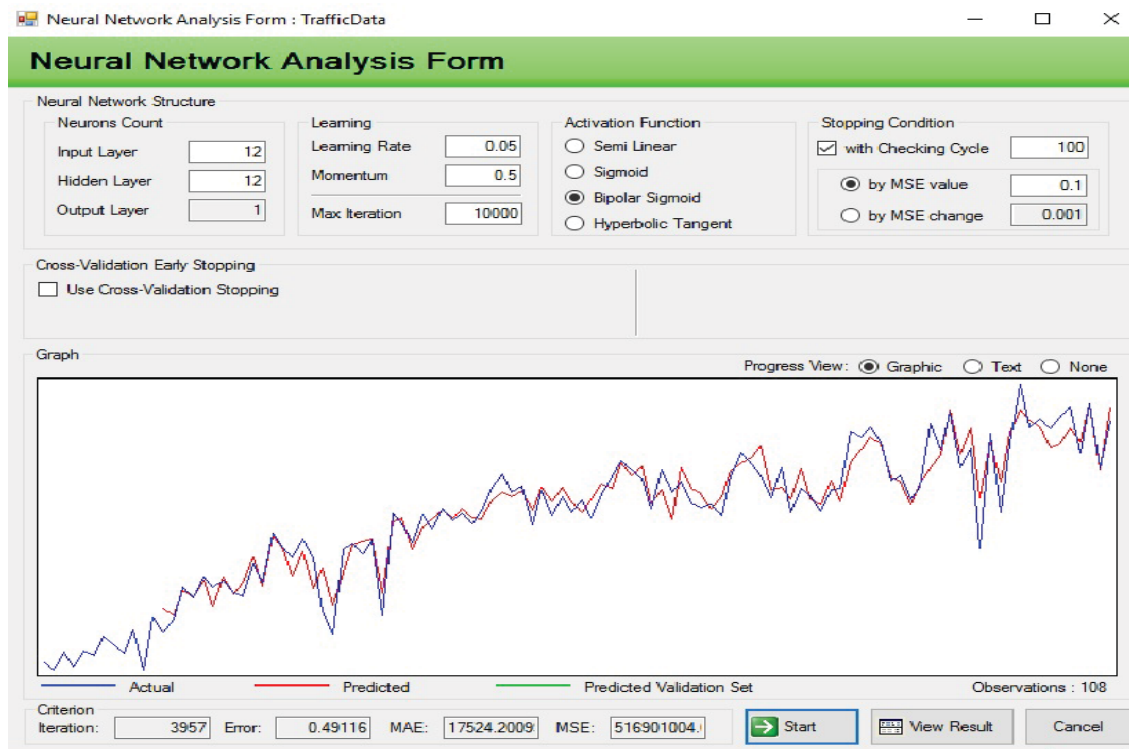 Neural Network Analysis Form : TrafficData
Neural Network Analysis Form
Neural Network Structure
Neurons Count
Input Layer 12
Hidden Layer 12
Output Layer 1
Learning
Learning Rate 0.05
Momentum 0.5
Max Iteration 10000
Activation Function
Semi Linear
Sigmoid
Bipolar Sigmoid
Hyperbolic Tangent
Stopping Condition
with Checking Cycle 100
by MSE value 0.1
by MSE change 0.001
Cross-Validation Early Stopping
Use Cross-Validation Stopping
Graph
Progress View: Graphic Text None
Actual Predicted Predicted Validation Set Observations : 108
Criterion
Iteration: 3957 Error: 0.49116 MAE: 17524.2009 MSE: 516901004. Start View Result Cancel